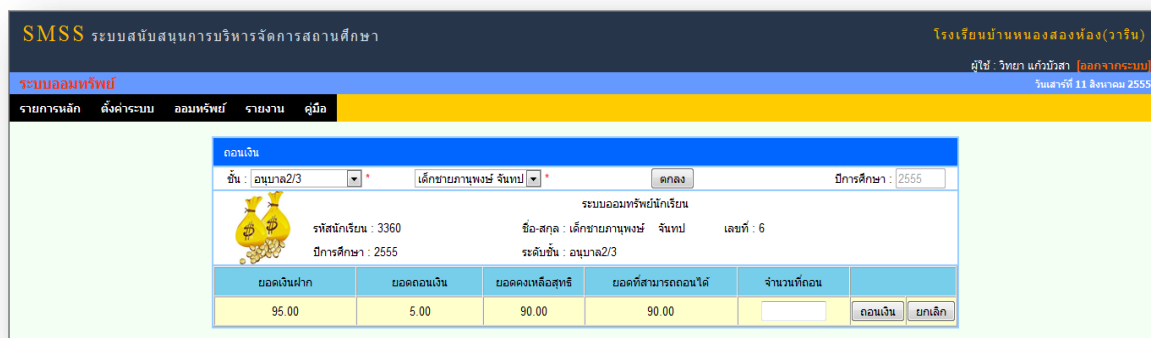 SMSS ระบบสนับสนุนการบริหารจัดการสถานศึกษา
โรงเรียนบ้านหนองสองห้อง(วาริน)
ผู้ใช้ : วิทยา แก้วบัวสา [ออกจากระบบ]
ระบบออมทรัพย์
วันเสาร์ที่ 11 สิงหาคม 2555
รายการหลัก ตั้งค่าระบบ ออมทรัพย์ รายงาน คู่มือ
ถอนเงิน
ชั้น : อนุบาล2/3 * เด็กชายภานุพงษ์ จันทป * ตกลง ปีการศึกษา : 2555
ระบบออมทรัพย์นักเรียน
รหัสนักเรียน : 3360 ชื่อ-สกุล : เด็กชายภานุพงษ์ จันทป เลขที่ : 6
ปีการศึกษา : 2555 ระดับชั้น : อนุบาล2/3
ยอดเงินฝาก ยอดถอนเงิน ยอดคงเหลือสุทธิ ยอดที่สามารถถอนได้ จำนวนที่ถอน
95.00 5.00 90.00 90.00 ถอนเงิน ยกเลิก